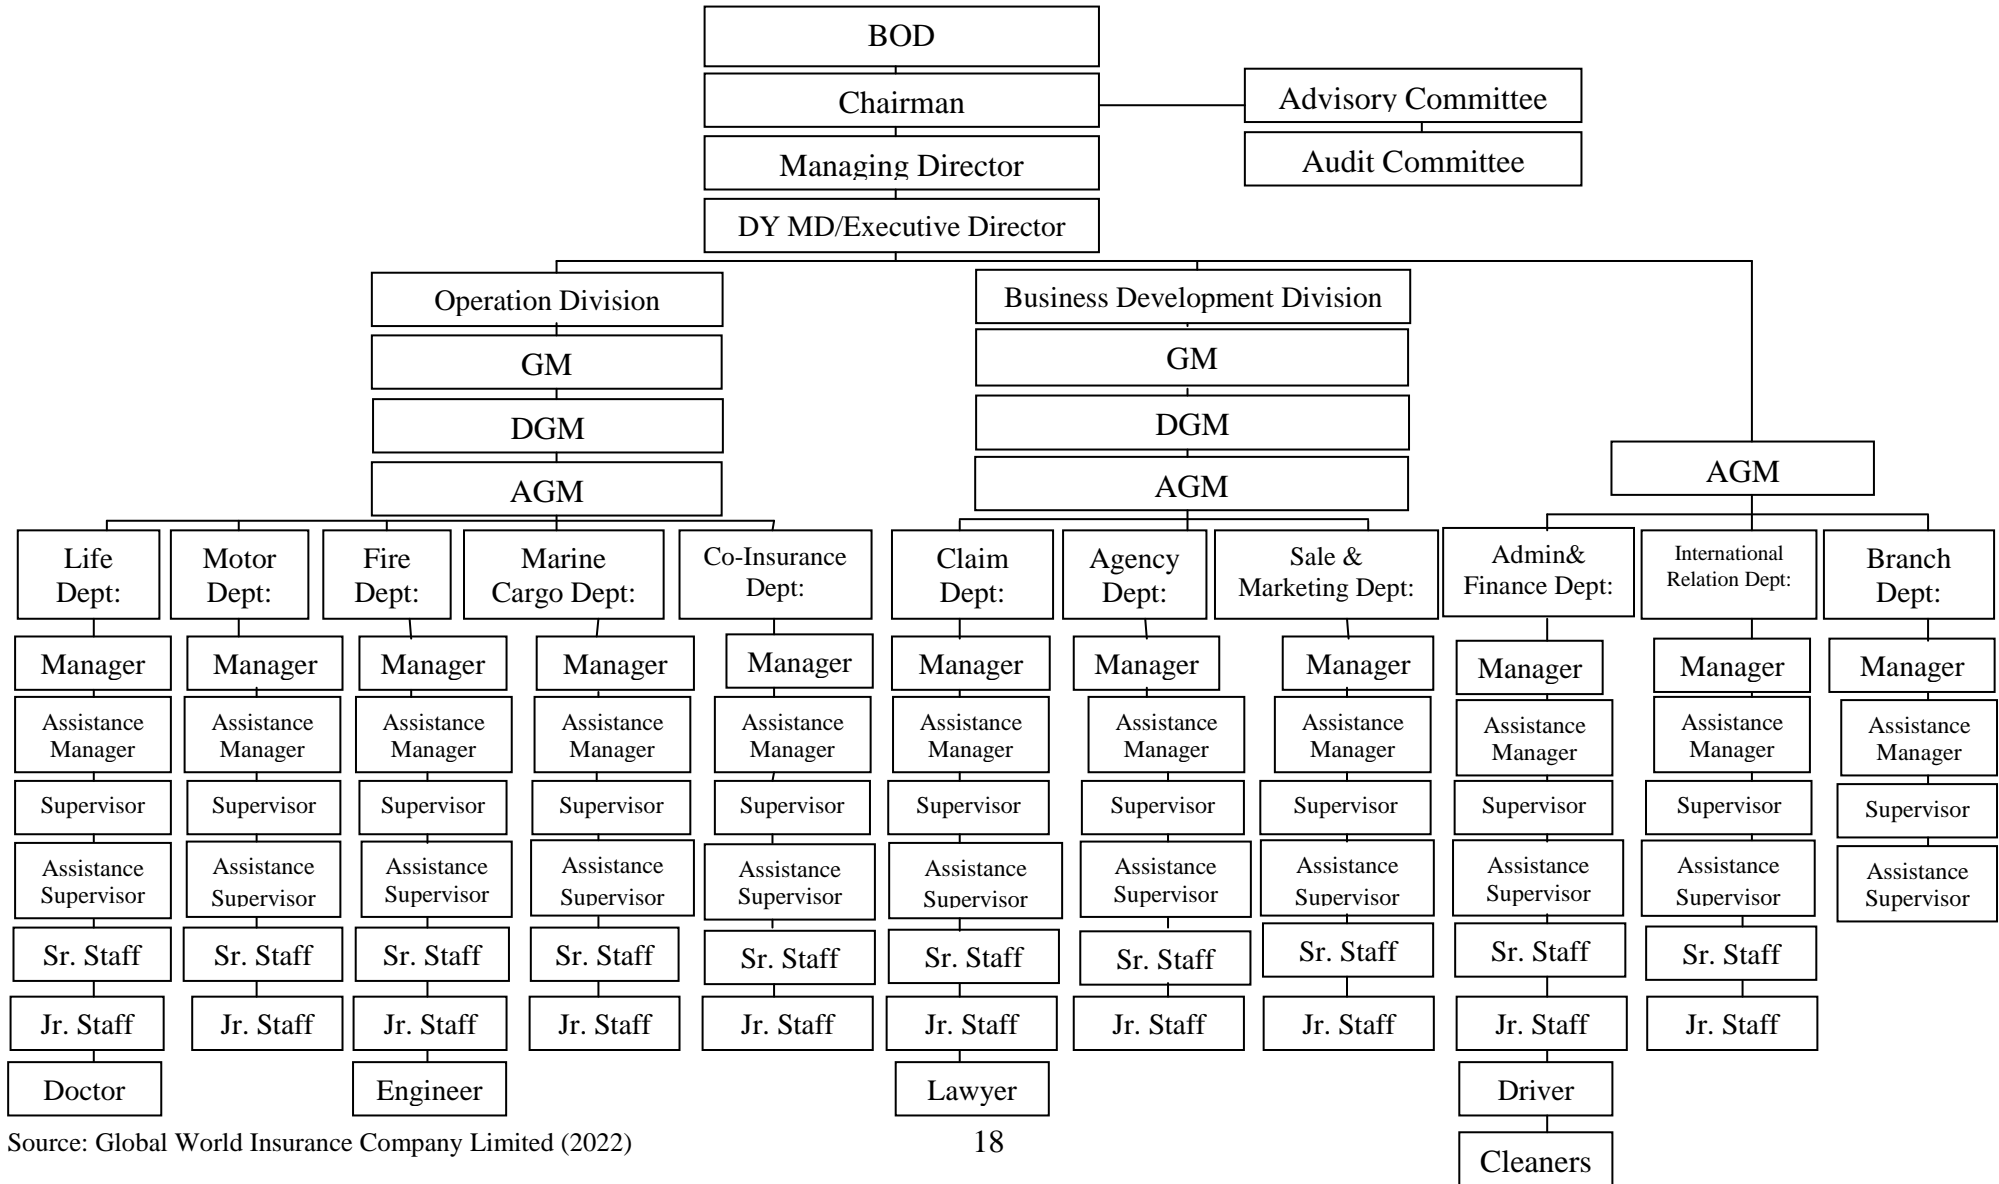 BOD
Chairman
Advisory Committee
Managing Director
Audit Committee
DY MD/Executive Director
Operation Division
Business Development Division
GM
GM
DGM
DGM
AGM
AGM
AGM
Life
Dept:
Motor
Dept:
Fire
Dept:
Marine
Cargo Dept:
Co-Insurance
Dept:
Claim
Dept:
Agency
Dept:
Sale &
Marketing Dept:
Admin&
Finance Dept:
International
Relation Dept:
Branch
Dept:
Manager
Manager
Manager
Manager
Manager
Manager
Manager
Manager
Manager
Manager
Manager
Assistance
Manager
Assistance
Manager
Assistance
Manager
Assistance
Manager
Assistance
Manager
Assistance
Manager
Assistance
Manager
Assistance
Manager
Assistance
Manager
Assistance
Manager
Assistance
Manager
Supervisor
Supervisor
Supervisor
Supervisor
Supervisor
Supervisor
Supervisor
Supervisor
Supervisor
Supervisor
Supervisor
Assistance
Supervisor
Assistance
Supervisor
Assistance
Supervisor
Assistance
Supervisor
Assistance
Supervisor
Assistance
Supervisor
Assistance
Supervisor
Assistance
Supervisor
Assistance
Supervisor
Assistance
Supervisor
Assistance
Supervisor
Sr. Staff
Sr. Staff
Sr. Staff
Sr. Staff
Sr. Staff
Sr. Staff
Sr. Staff
Sr. Staff
Sr. Staff
Sr. Staff
Jr. Staff
Jr. Staff
Jr. Staff
Jr. Staff
Jr. Staff
Jr. Staff
Jr. Staff
Jr. Staff
Jr. Staff
Jr. Staff
Doctor
Engineer
Lawyer
Driver
Cleaners
Source: Global World Insurance Company Limited (2022)
18